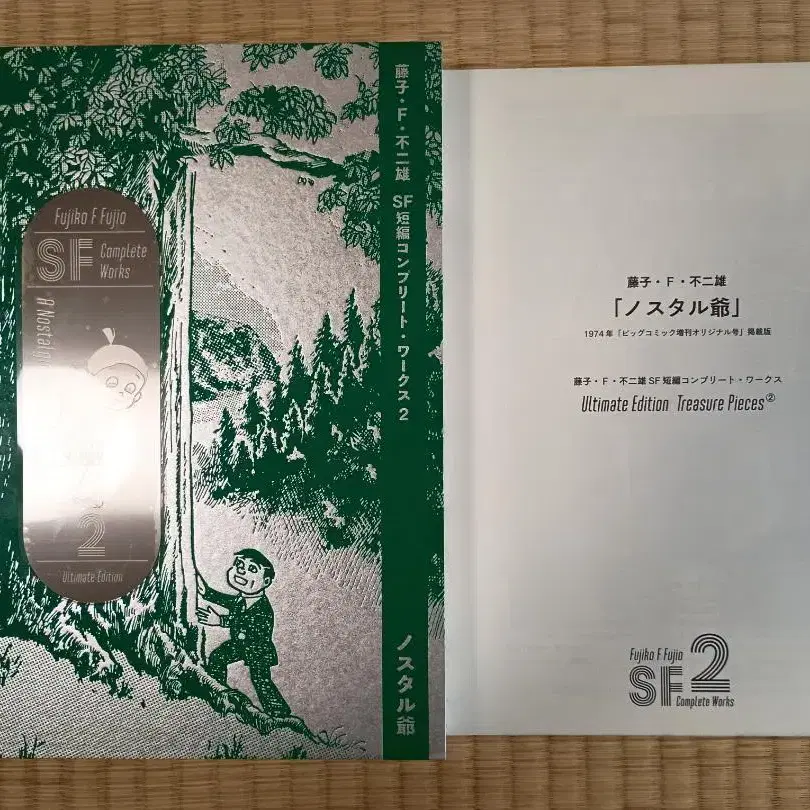 Fujiko F Fujio
SF Complete
Works
A Nostalgi
2
Ultimate Edition
藤子・F・不二雄 SF短編コンプリート・ワークス 2
ノスタル爺
藤子・F・不二雄
「ノスタル爺」
1974年「ビッグコミック増刊オリジナル号」掲載版
藤子・F・不二雄SF短編コンプリート・ワークス
Ultimate Edition Treasure Pieces②
Fujiko F Fujio
SF 2
Complete Works